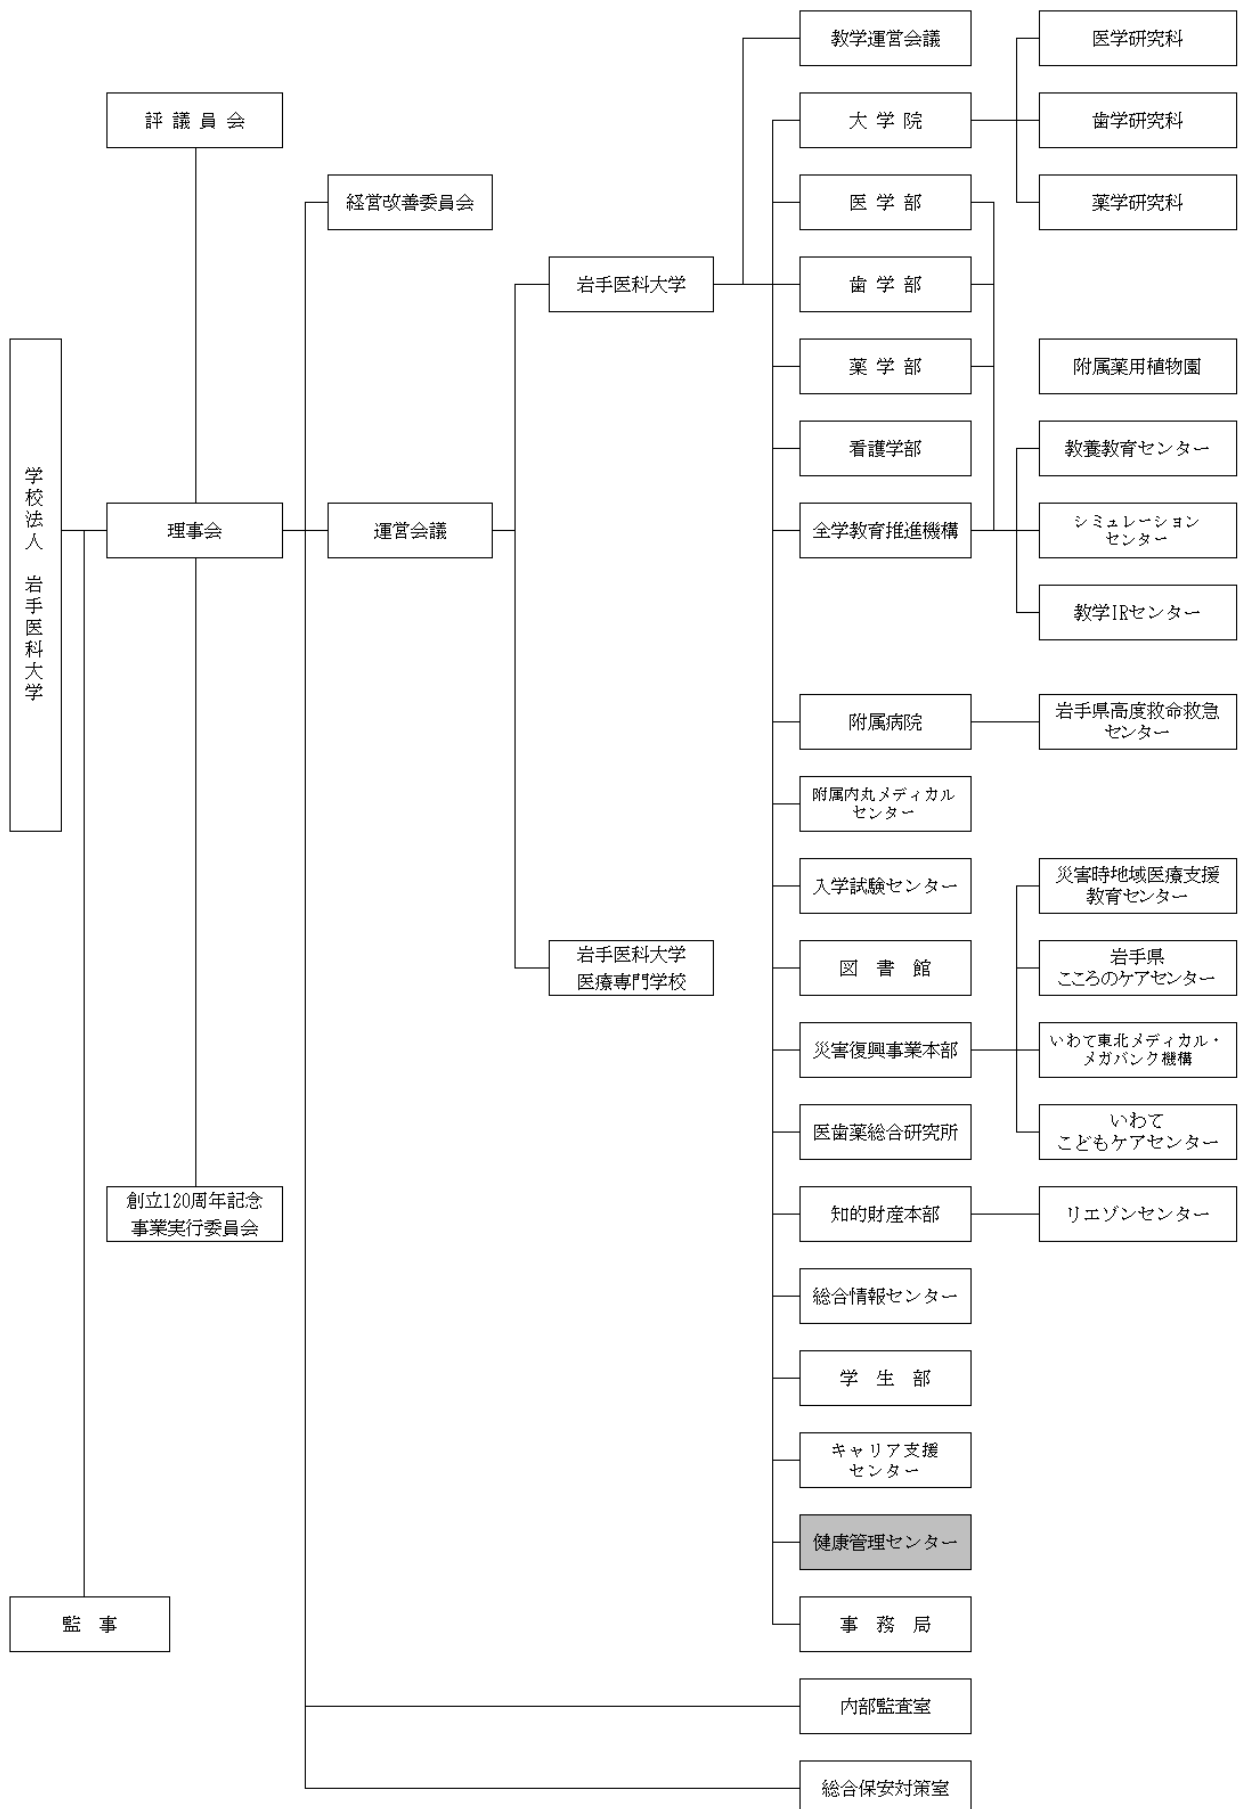 教学運営会議
医学研究科
評 議 員 会
大 学 院
歯学研究科
経営改善委員会
医 学 部
薬学研究科
岩手医科大学
歯 学 部
薬 学 部
附属薬用植物園
看護学部
教養教育センター
学校法人 岩手医科大学
理事会
運営会議
全学教育推進機構
シミュレーション
センター
教学IRセンター
附属病院
岩手県高度救命救急
センター
附属内丸メディカル
センター
入学試験センター
災害時地域医療支援
教育センター
岩手医科大学
医療専門学校
図 書 館
岩手県
こころのケアセンター
災害復興事業本部
いわて東北メディカル・
メガバンク機構
医歯薬総合研究所
いわて
こどもケアセンター
創立120周年記念
事業実行委員会
知的財産本部
リエゾンセンター
総合情報センター
学 生 部
キャリア支援
センター
健康管理センター
監 事
事 務 局
内部監査室
総合保安対策室